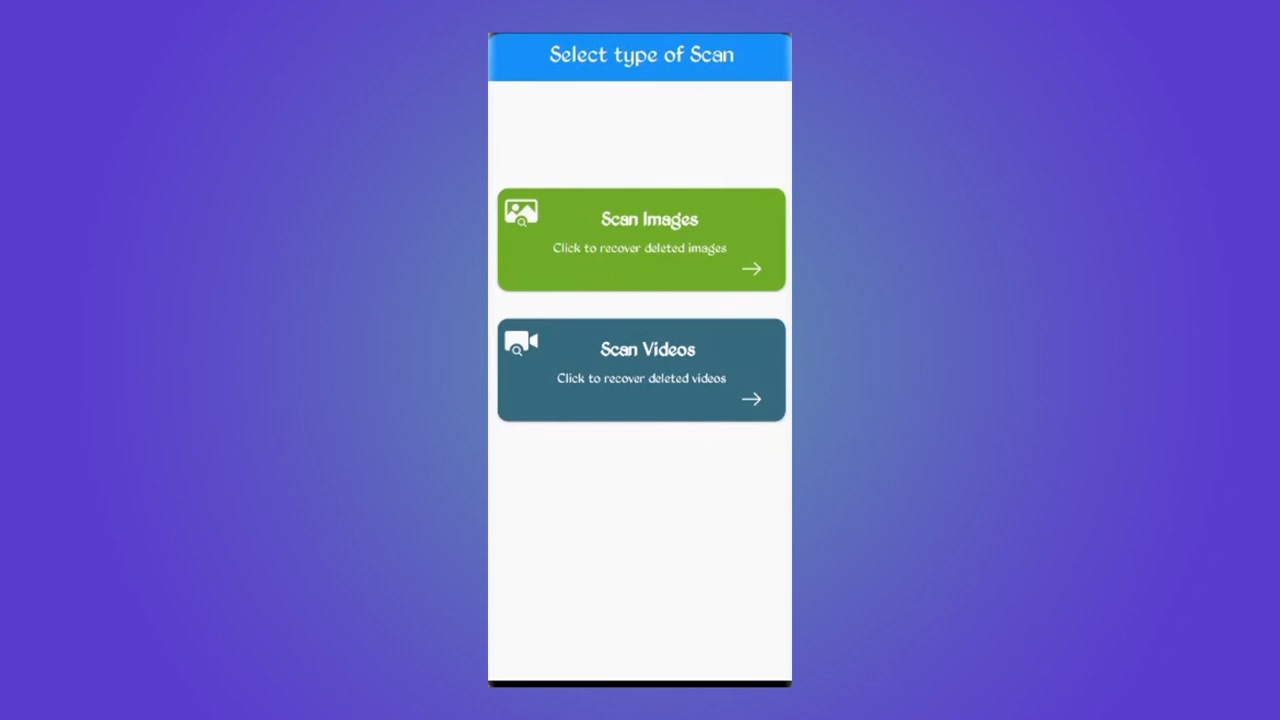 Select type of Scan
Scan Images
Click to recover deleted images
Scan Videos
Click to recover deleted videos